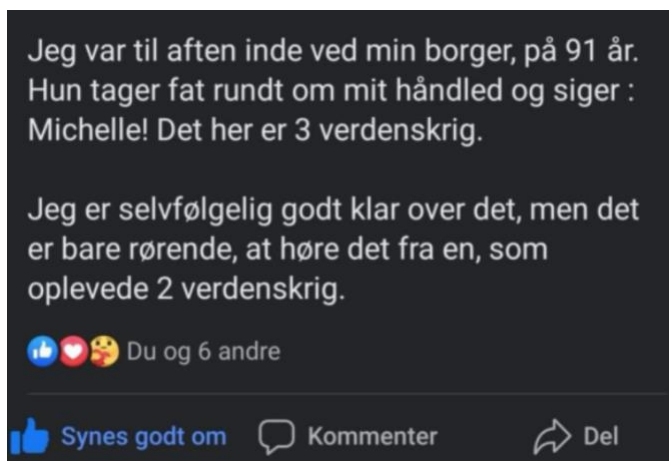 Jeg var til aften inde ved min borger, på 91 år.
Hun tager fat rundt om mit håndled og siger :
Michelle! Det her er 3 verdenskrig.
Jeg er selvfølgelig godt klar over det, men det
er bare rørende, at høre det fra en, som
oplevede 2 verdenskrig.
Du og 6 andre
Synes godt om
Kommenter
Del